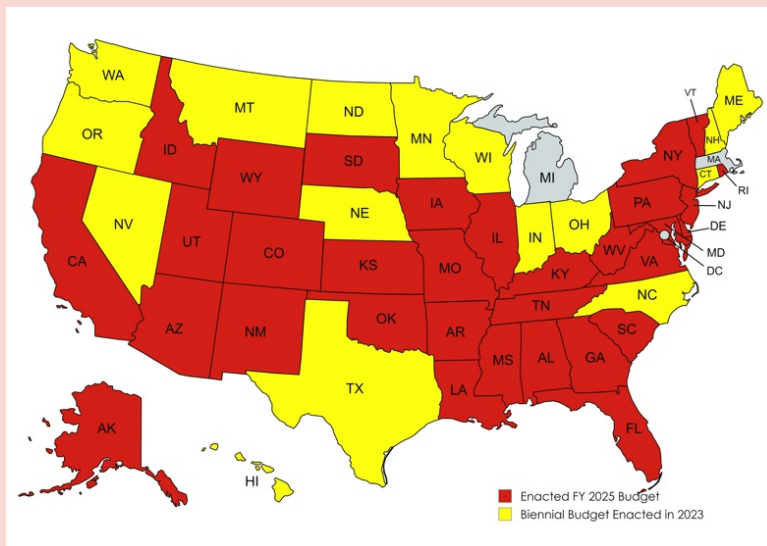 WA
MT
ND
MN
ME
VT
OR
ID
SD
WI
MI
NY
NH
MA
CT
RI
WY
IA
NE
PA
NJ
NV
IL
IN
OH
DE
UT
CO
WV
MD
CA
KS
MO
KY
VA
DC
NC
TN
AZ
NM
OK
AR
SC
MS
AL
GA
TX
LA
AK
FL
HI
Enacted FY 2025 Budget
Biennial Budget Enacted in 2023